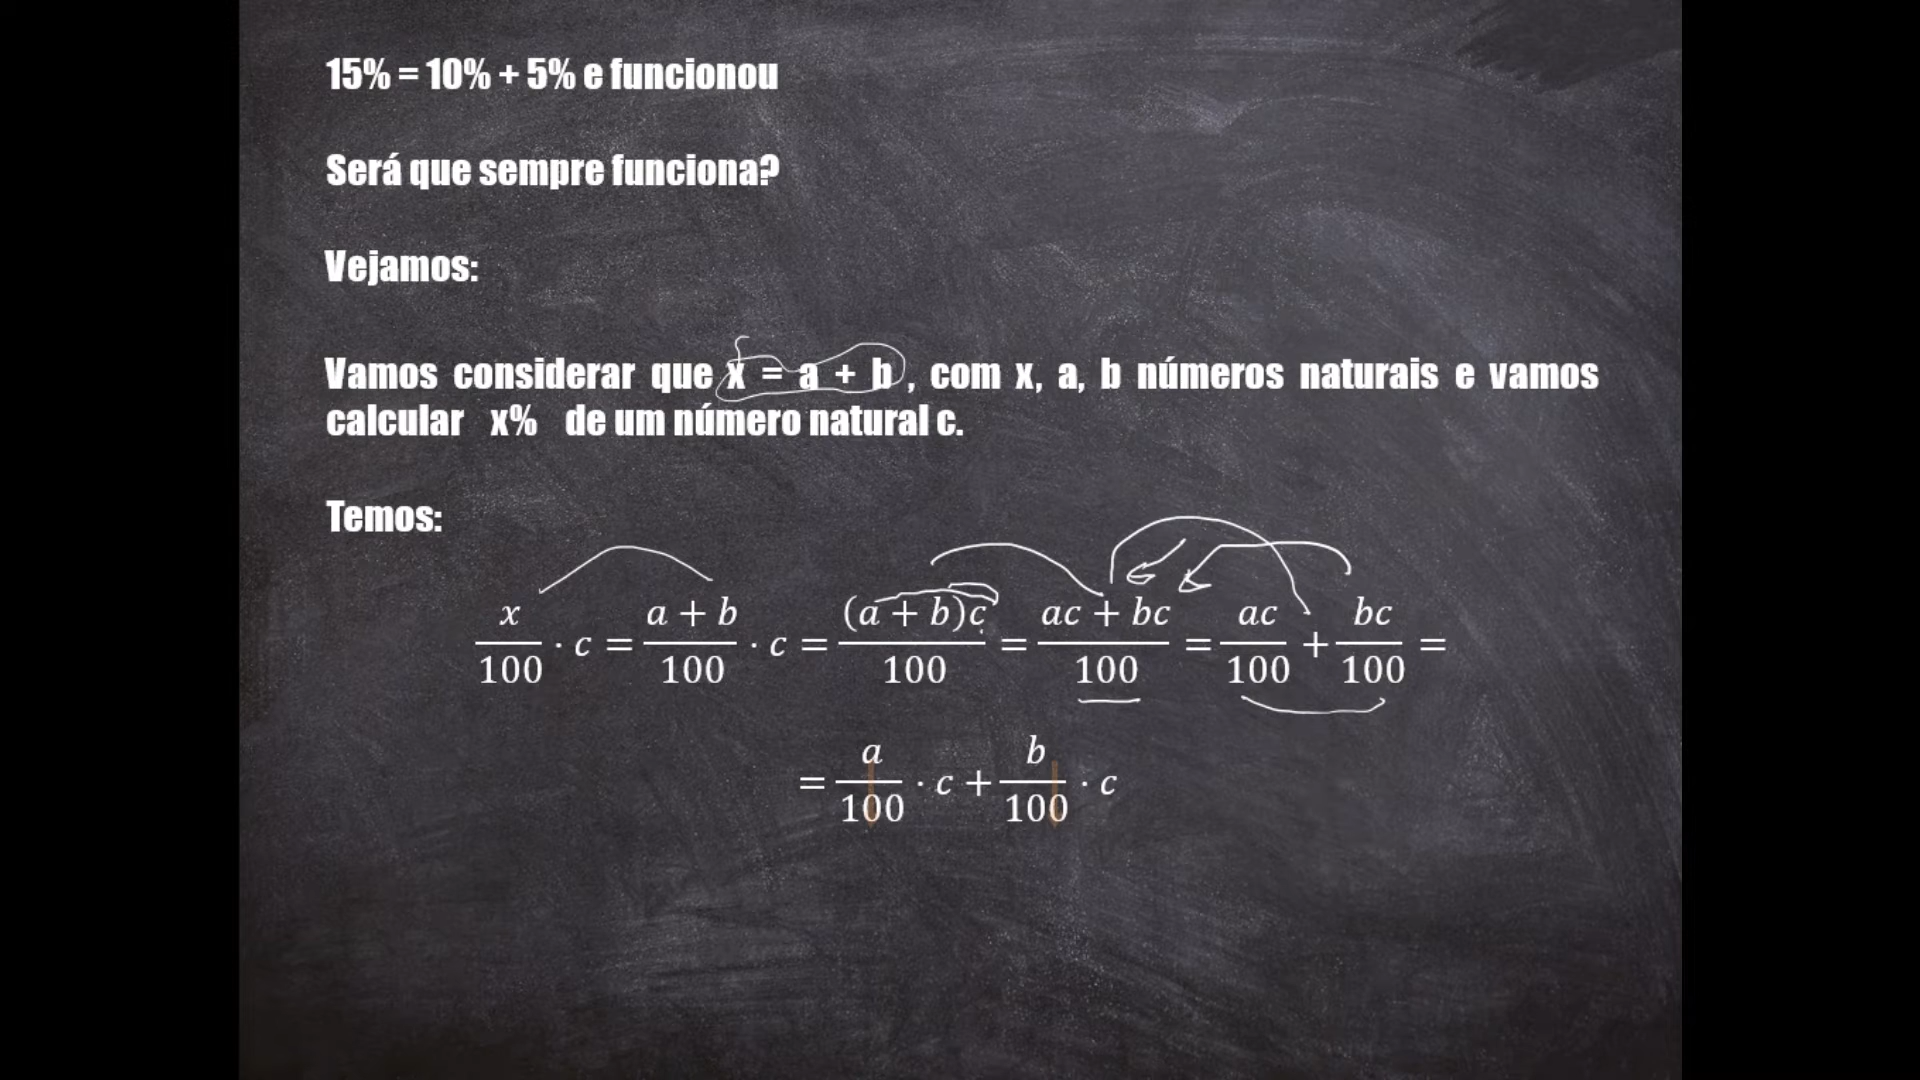 15% = 10% + 5% e funcionou
Será que sempre funciona?
Vejamos:
Vamos considerar que x = a + b , com x, a, b números naturais e vamos
calcular x% de um número natural c.
Temos:
x/100 · c = a + b/100 · c = (a + b)c/100 = ac + bc/100 = ac/100 + bc/100 =
= a/100 · c + b/100 · c